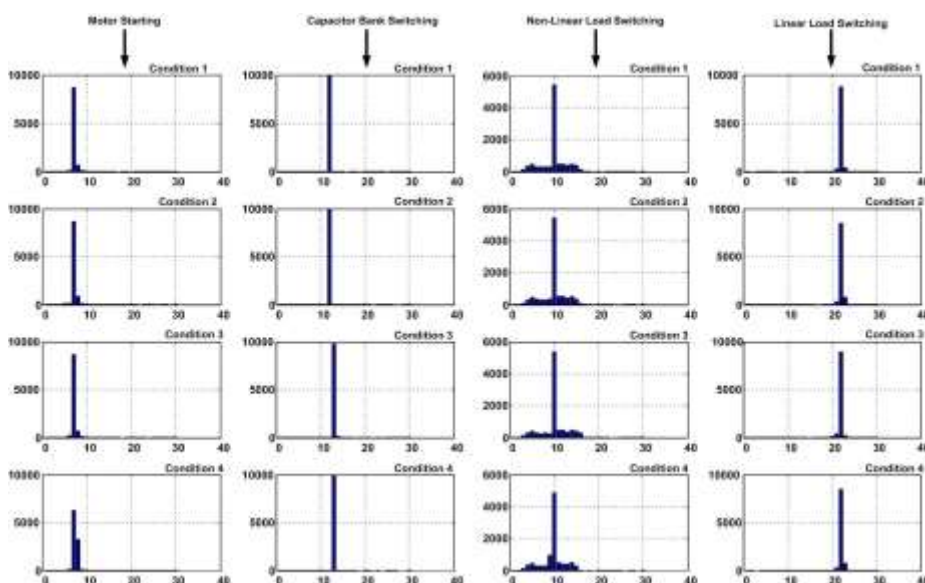 Motor Starting Capacitor Bank Switching Non-Linear Load Switching Linear Load Switching
Condition 1 Condition 1 Condition 1 Condition 1
10000 10000 6000 10000
4000
5000 5000 5000
2000
0 0 0 0
0 10 20 30 40 0 10 20 30 40 0 10 20 30 40 0 10 20 30 40
Condition 2 Condition 2 Condition 2 Condition 2
10000 10000 6000 10000
4000
5000 5000 5000
2000
0 0 0 0
0 10 20 30 40 0 10 20 30 40 0 10 20 30 40 0 10 20 30 40
Condition 3 Condition 3 Condition 3 Condition 3
10000 10000 6000 10000
4000
5000 5000 5000
2000
0 0 0 0
0 10 20 30 40 0 10 20 30 40 0 10 20 30 40 0 10 20 30 40
Condition 4 Condition 4 Condition 4 Condition 4
10000 10000 6000 10000
4000
5000 5000 5000
2000
0 0 0 0
0 10 20 30 40 0 10 20 30 40 0 10 20 30 40 0 10 20 30 40